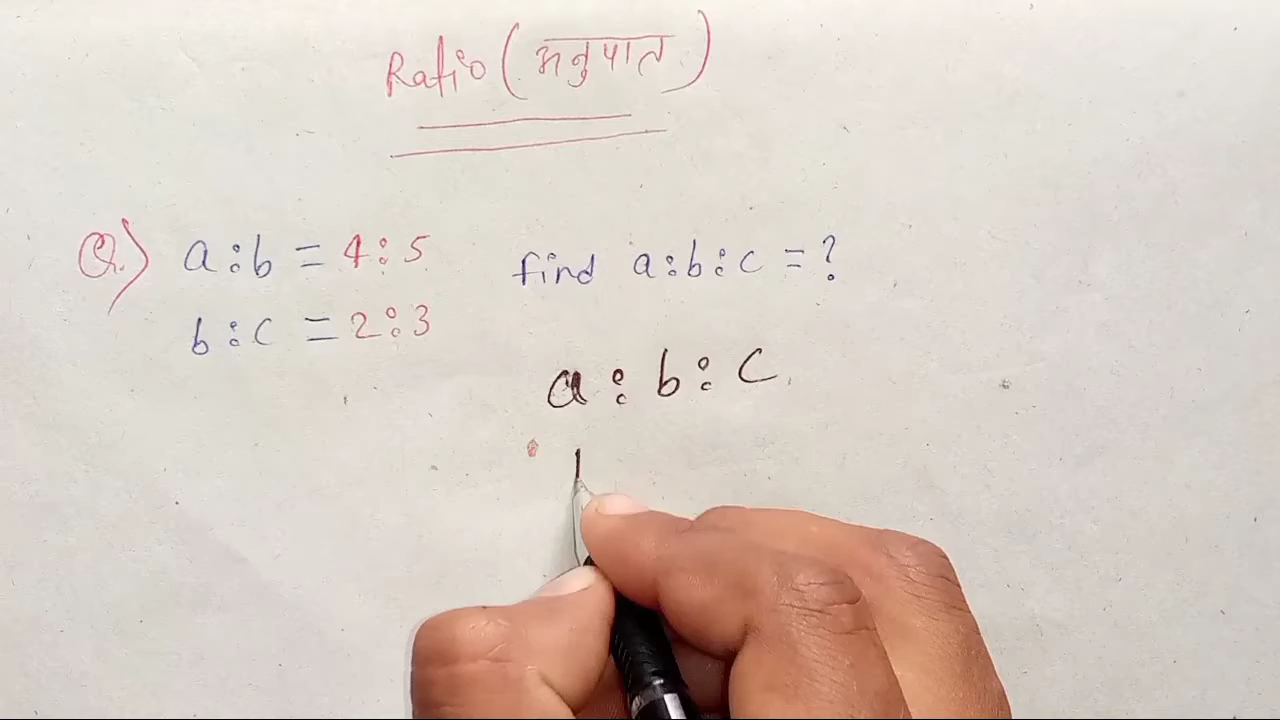 Ratio (अनुपात)
Q.) a:b = 4:5 find a:b:c = ?
b:c = 2:3
a:b:c